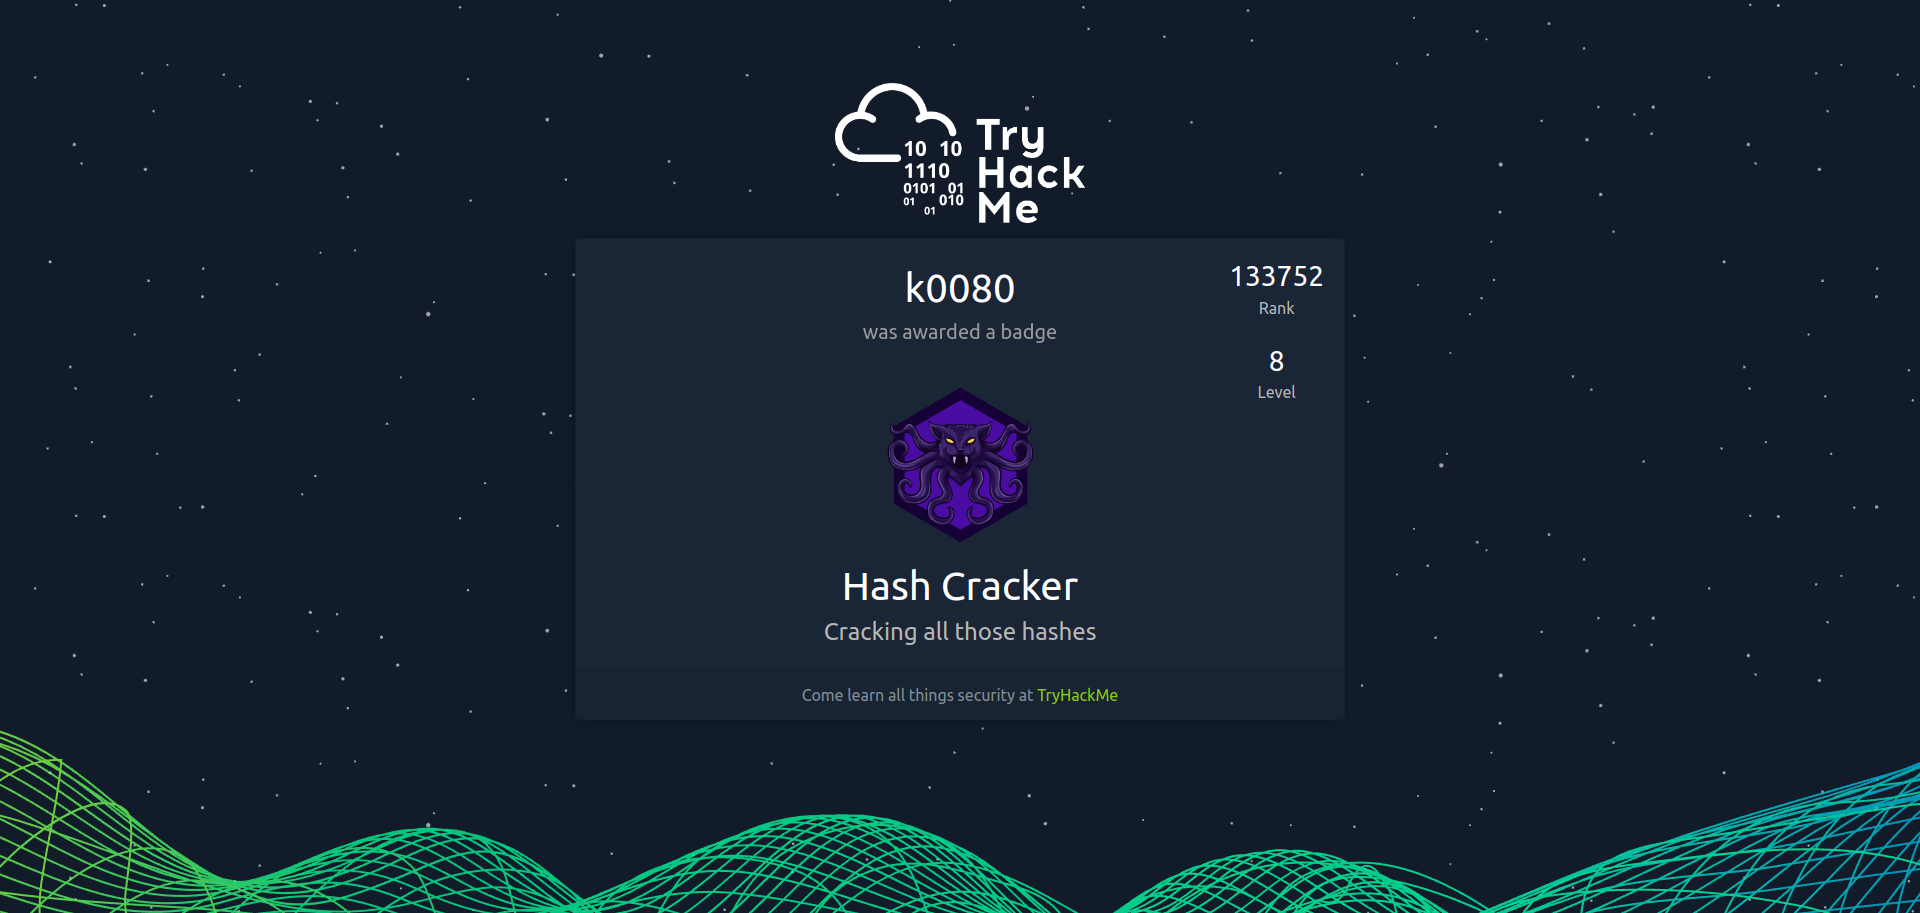 Try
Hack
Me
10 10
1110
0101 01
01 010
01
k0080
was awarded a badge
133752
Rank
8
Level
Hash Cracker
Cracking all those hashes
Come learn all things security at TryHackMe